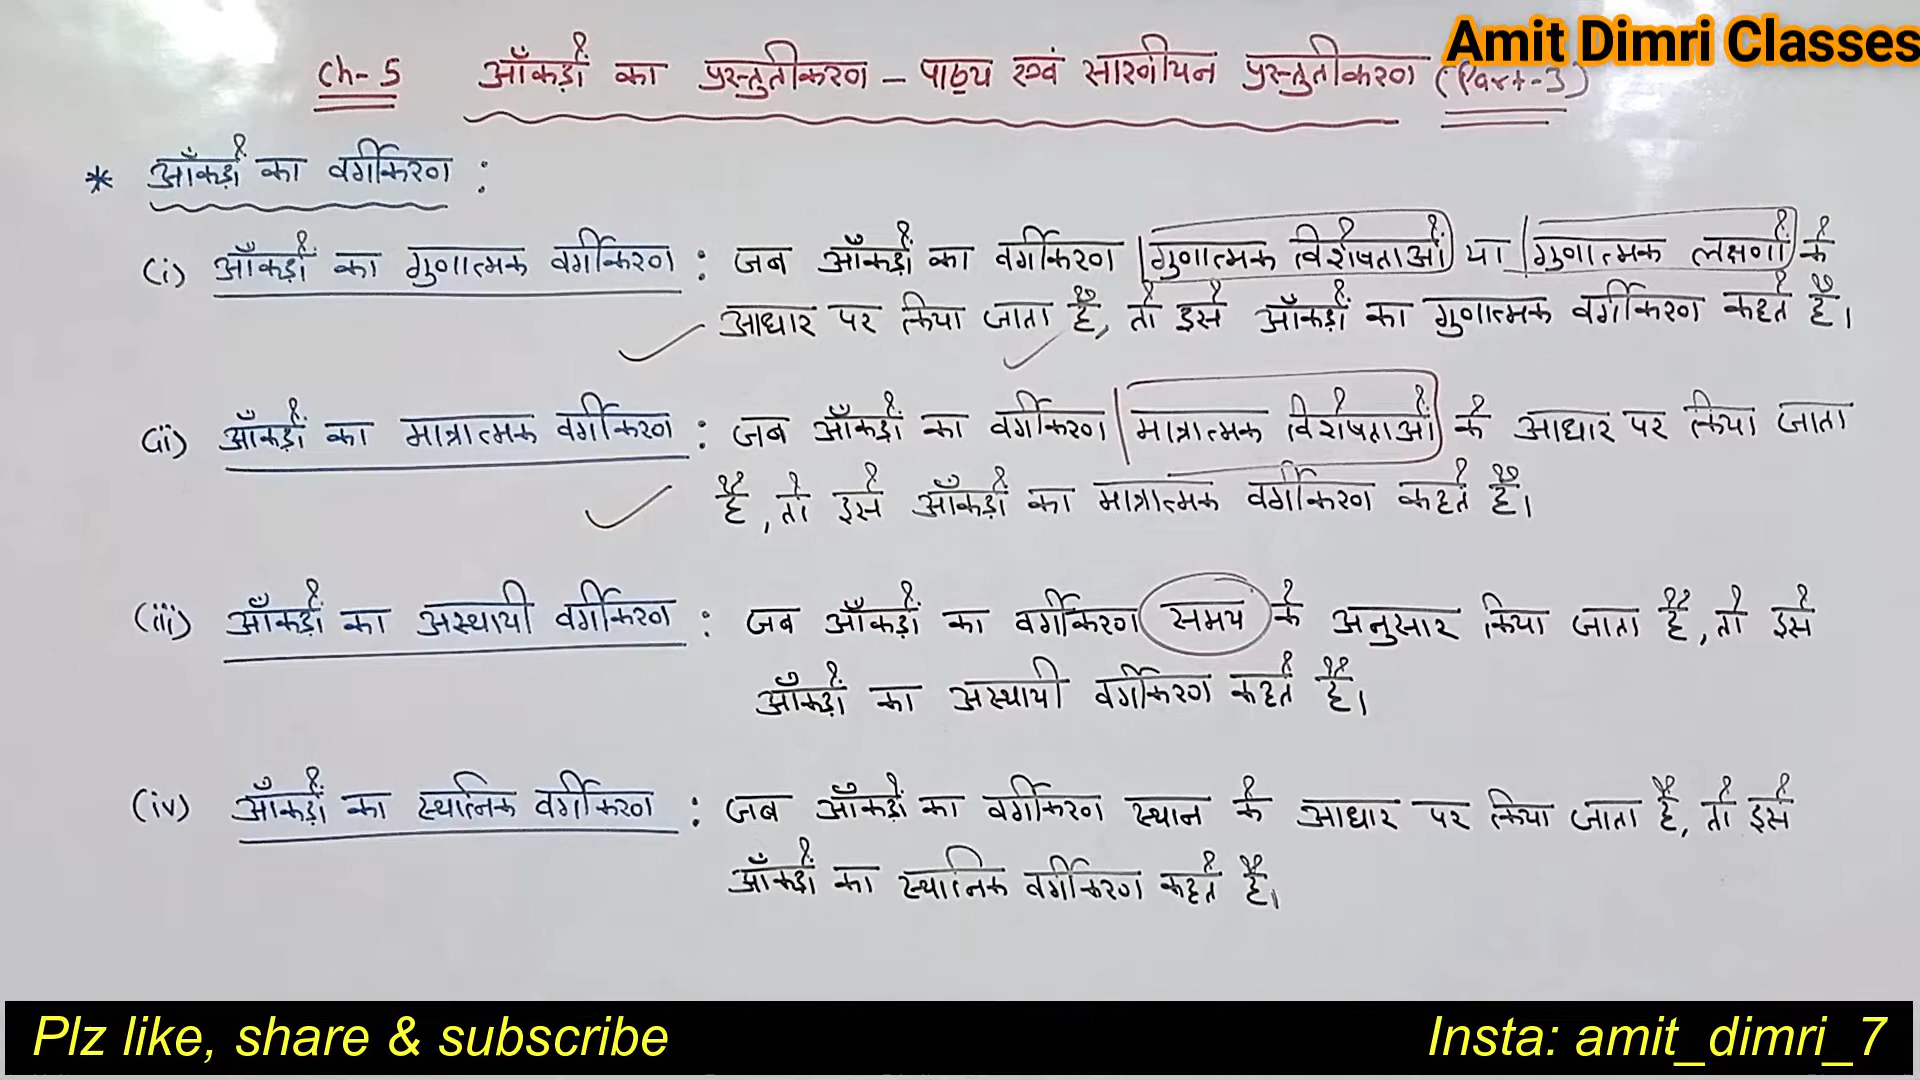 Amit Dimri Classes
Ch-5 आँकड़ों का प्रस्तुतीकरण – पाठ्य एवं सारणीयन प्रस्तुतीकरण (Part-3)
* आँकड़ों का वर्गीकरण :
(i) आँकड़ों का गुणात्मक वर्गीकरण : जब आँकड़ों का वर्गीकरण गुणात्मक विशेषताओं या गुणात्मक लक्षणों के
आधार पर किया जाता है, तो इसे आँकड़ों का गुणात्मक वर्गीकरण कहते हैं।
(ii) आँकड़ों का मात्रात्मक वर्गीकरण : जब आँकड़ों का वर्गीकरण मात्रात्मक विशेषताओं के आधार पर किया जाता
है, तो इसे आँकड़ों का मात्रात्मक वर्गीकरण कहते हैं।
(iii) आँकड़ों का अस्थायी वर्गीकरण : जब आँकड़ों का वर्गीकरण समय के अनुसार किया जाता है, तो इसे
आँकड़ों का अस्थायी वर्गीकरण कहते है।
(iv) आँकड़ों का स्थानिक वर्गीकरण : जब आँकड़ों का वर्गीकरण स्थान के आधार पर किया जाता है, तो इसे
आँकड़ों का स्थानिक वर्गीकरण कहते है।
Plz like, share & subscribe
Insta: amit_dimri_7